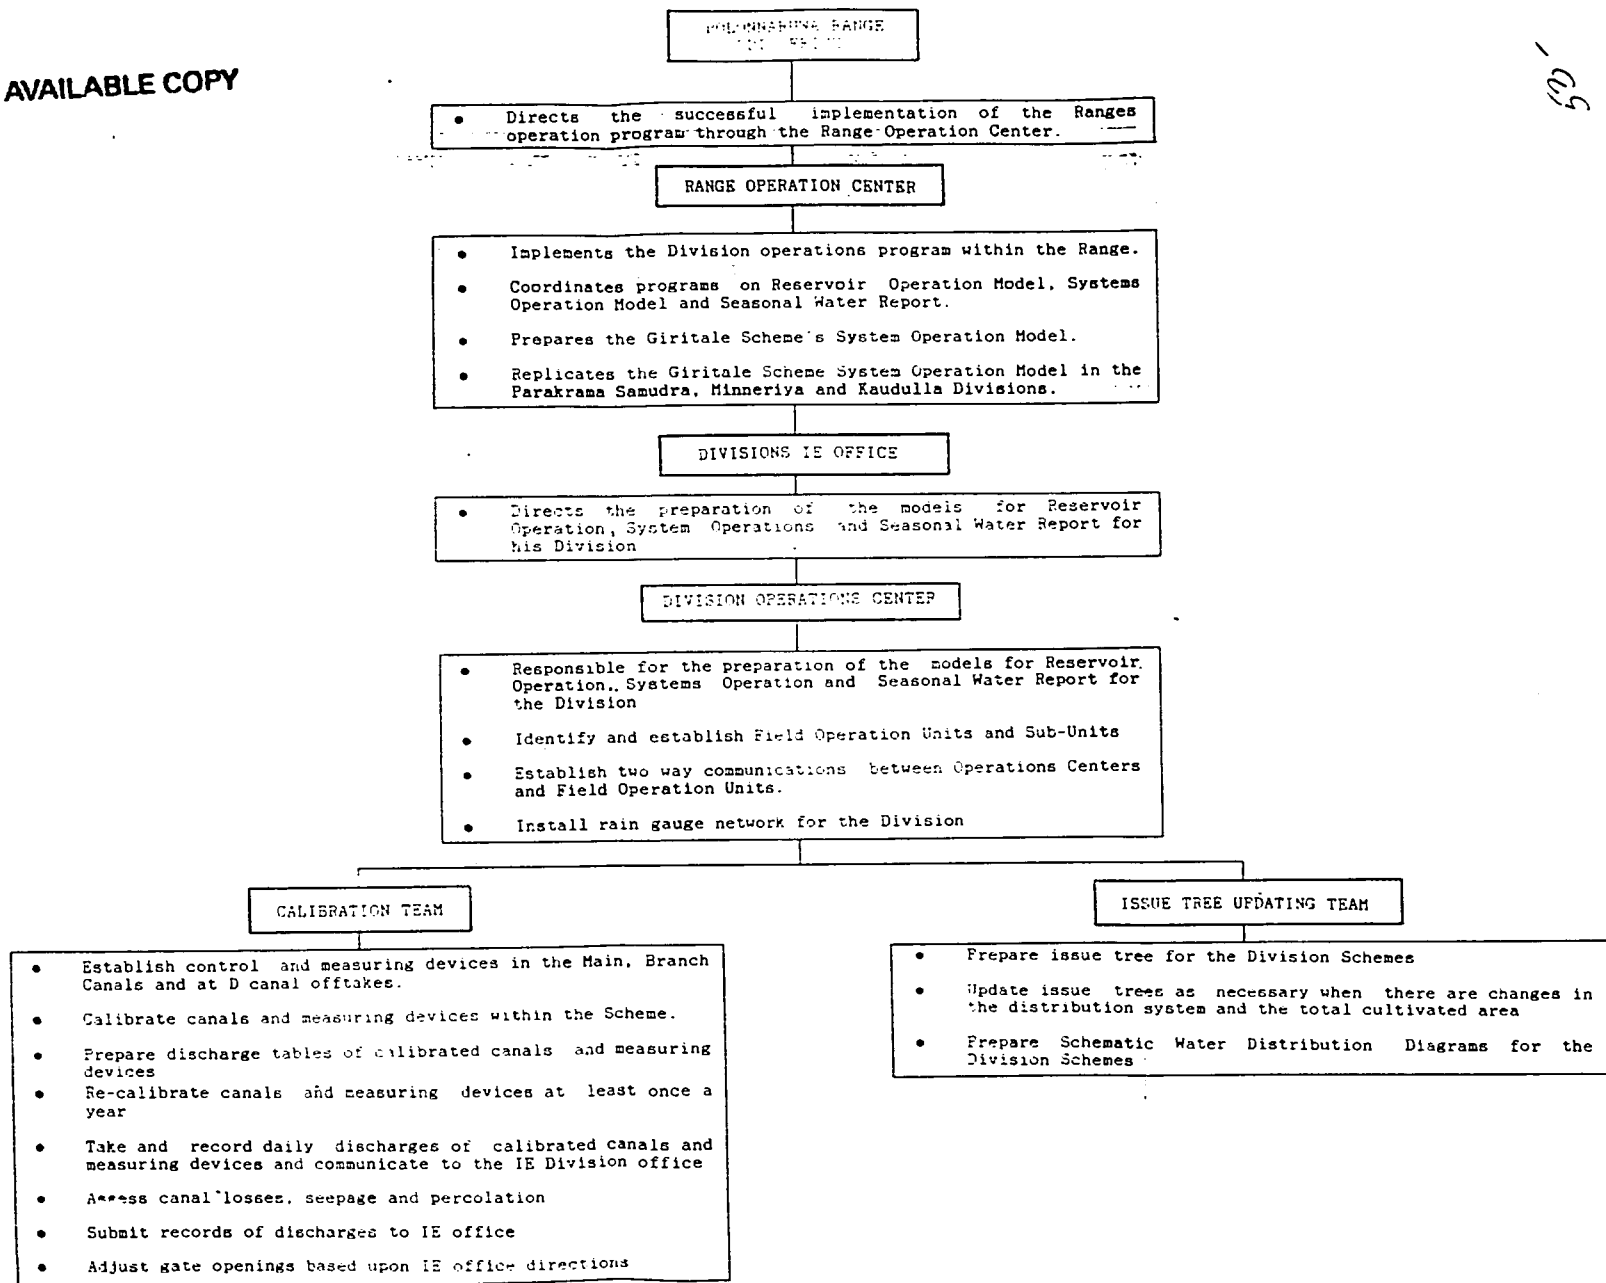 POLONNARUWA RANGE
AVAILABLE COPY
• Directs the successful implementation of the Ranges
operation program through the Range Operation Center.
RANGE OPERATION CENTER
• Implements the Division operations program within the Range.
• Coordinates programs on Reservoir Operation Model, Systems
Operation Model and Seasonal Water Report.
• Prepares the Giritale Scheme's System Operation Model.
• Replicates the Giritale Scheme System Operation Model in the
Parakrama Samudra, Minneriya and Kaudulla Divisions.
DIVISIONS IE OFFICE
• Directs the preparation of the models for Reservoir
Operation, System Operations and Seasonal Water Report for
his Division
DIVISION OPERATIONS CENTER
• Responsible for the preparation of the models for Reservoir
Operation, Systems Operation and Seasonal Water Report for
the Division
• Identify and establish Field Operation Units and Sub-Units
• Establish two way communications between Operations Centers
and Field Operation Units.
• Install rain gauge network for the Division
CALIBRATION TEAM
• Establish control and measuring devices in the Main, Branch
Canals and at D canal offtakes.
• Calibrate canals and measuring devices within the Scheme.
• Prepare discharge tables of calibrated canals and measuring
devices
• Re-calibrate canals and measuring devices at least once a
year
• Take and record daily discharges of calibrated canals and
measuring devices and communicate to the IE Division office
• Assess canal losses, seepage and percolation
• Submit records of discharges to IE office
• Adjust gate openings based upon IE office directions
ISSUE TREE UPDATING TEAM
• Prepare issue tree for the Division Schemes
• Update issue trees as necessary when there are changes in
the distribution system and the total cultivated area
• Prepare Schematic Water Distribution Diagrams for the
Division Schemes